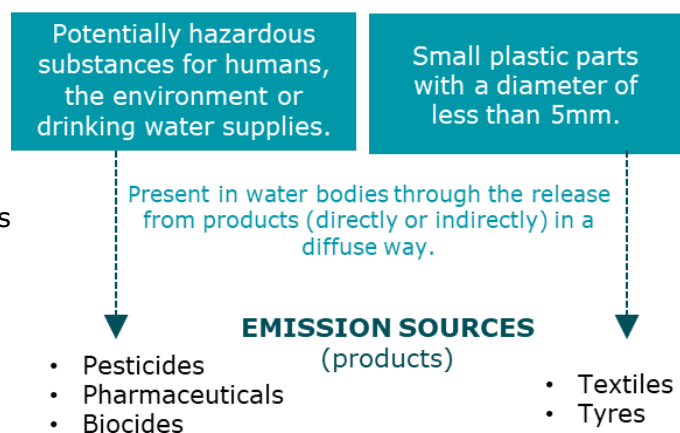 Potentially hazardous
substances for humans,
the environment or
drinking water supplies.
Small plastic parts
with a diameter of
less than 5mm.
Present in water bodies through the release
from products (directly or indirectly) in a
diffuse way.
s
EMISSION SOURCES
(products)
• Pesticides
• Pharmaceuticals
• Biocides
• Textiles
• Tyres